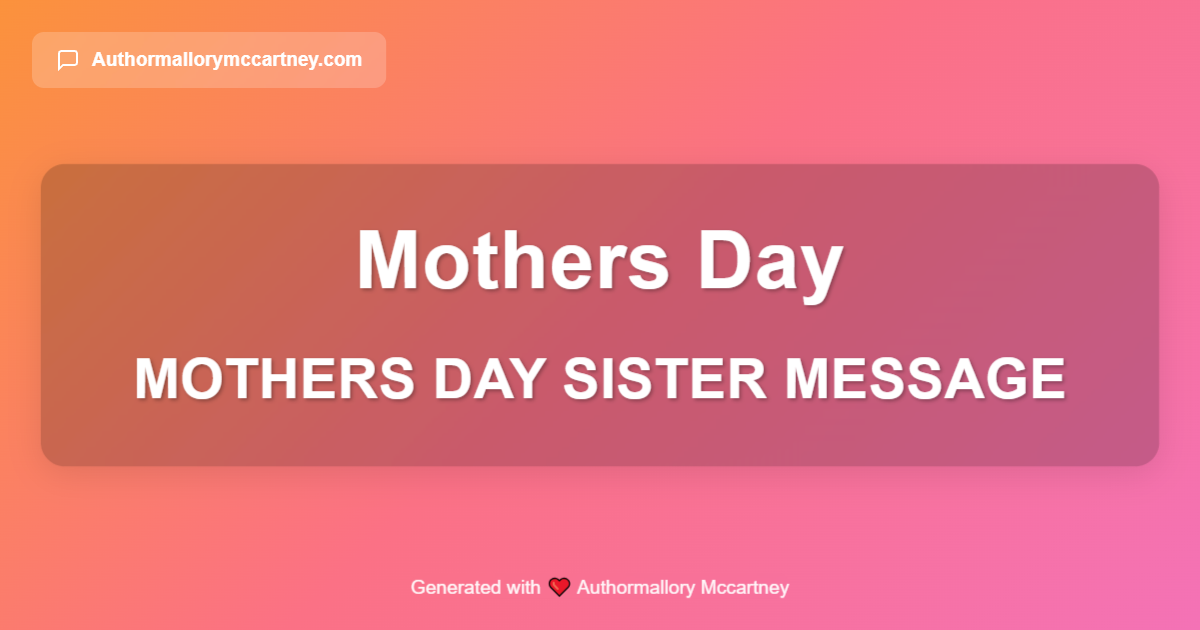 Authormallorymccartney.com
Mothers Day
MOTHERS DAY SISTER MESSAGE
Generated with ❤️ Authormallory Mccartney